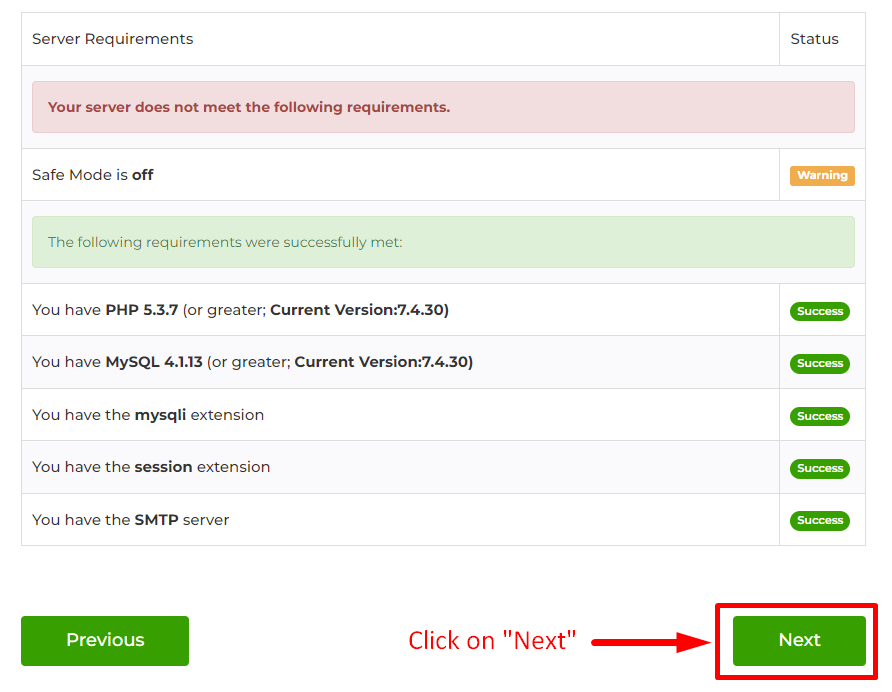 Server Requirements Status
Your server does not meet the following requirements.
Safe Mode is off Warning
The following requirements were successfully met:
You have PHP 5.3.7 (or greater; Current Version:7.4.30) Success
You have MySQL 4.1.13 (or greater; Current Version:7.4.30) Success
You have the mysqli extension Success
You have the session extension Success
You have the SMTP server Success
Previous Click on "Next" Next